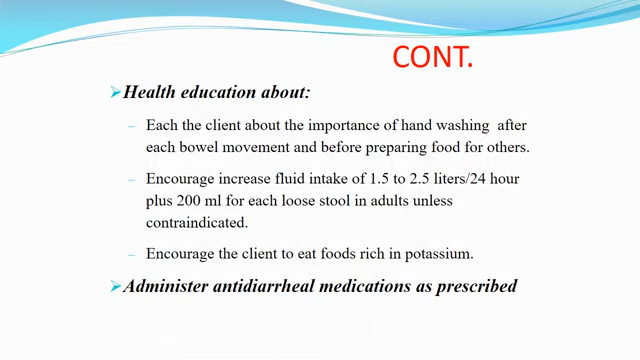 CONT.
Health education about:
– Each the client about the importance of hand washing after
each bowel movement and before preparing food for others.
– Encourage increase fluid intake of 1.5 to 2.5 liters/24 hour
plus 200 ml for each loose stool in adults unless
contraindicated.
– Encourage the client to eat foods rich in potassium.
Administer antidiarrheal medications as prescribed